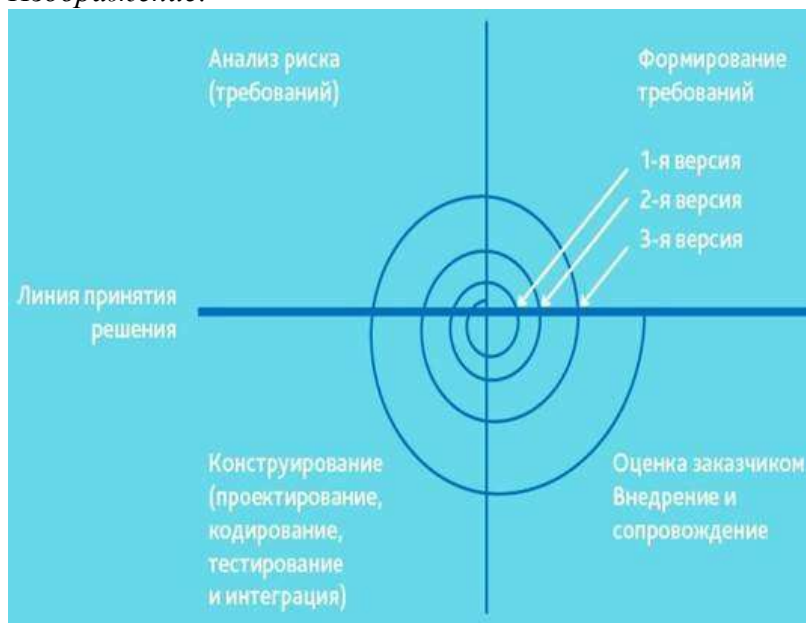 Изображение:
Анализ риска
(требований)
Формирование
требований
1-я версия
2-я версия
3-я версия
Линия принятия
решения
Конструирование
(проектирование,
кодирование,
тестирование
и интеграция)
Оценка заказчиком
Внедрение и
сопровождение